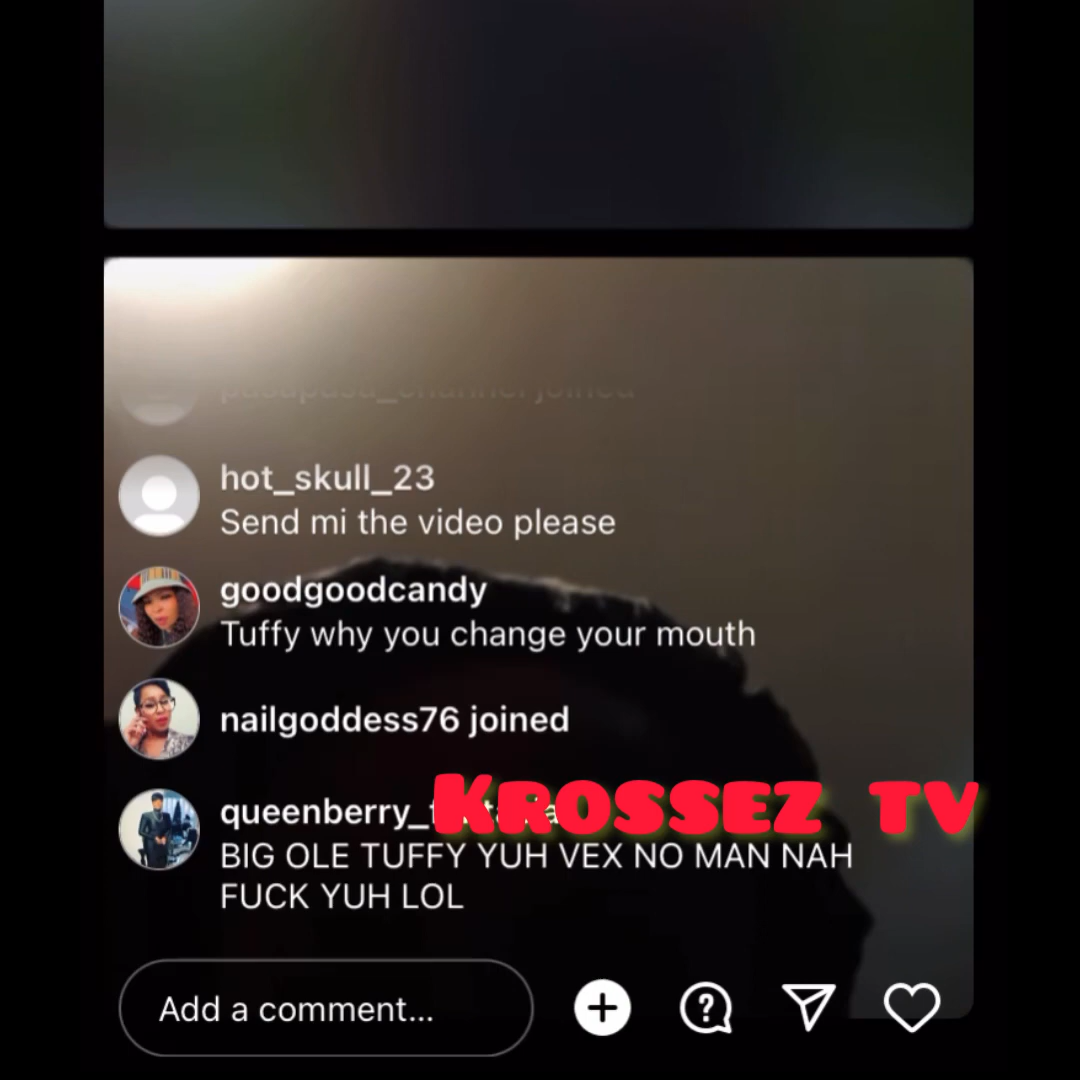 joined
hot_skull_23
Send mi the video please
goodgoodcandy
Tuffy why you change your mouth
nailgoddess76 joined
Krossez TV
BIG OLE TUFFY YUH VEX NO MAN NAH
FUCK YUH LOL
Add a comment...